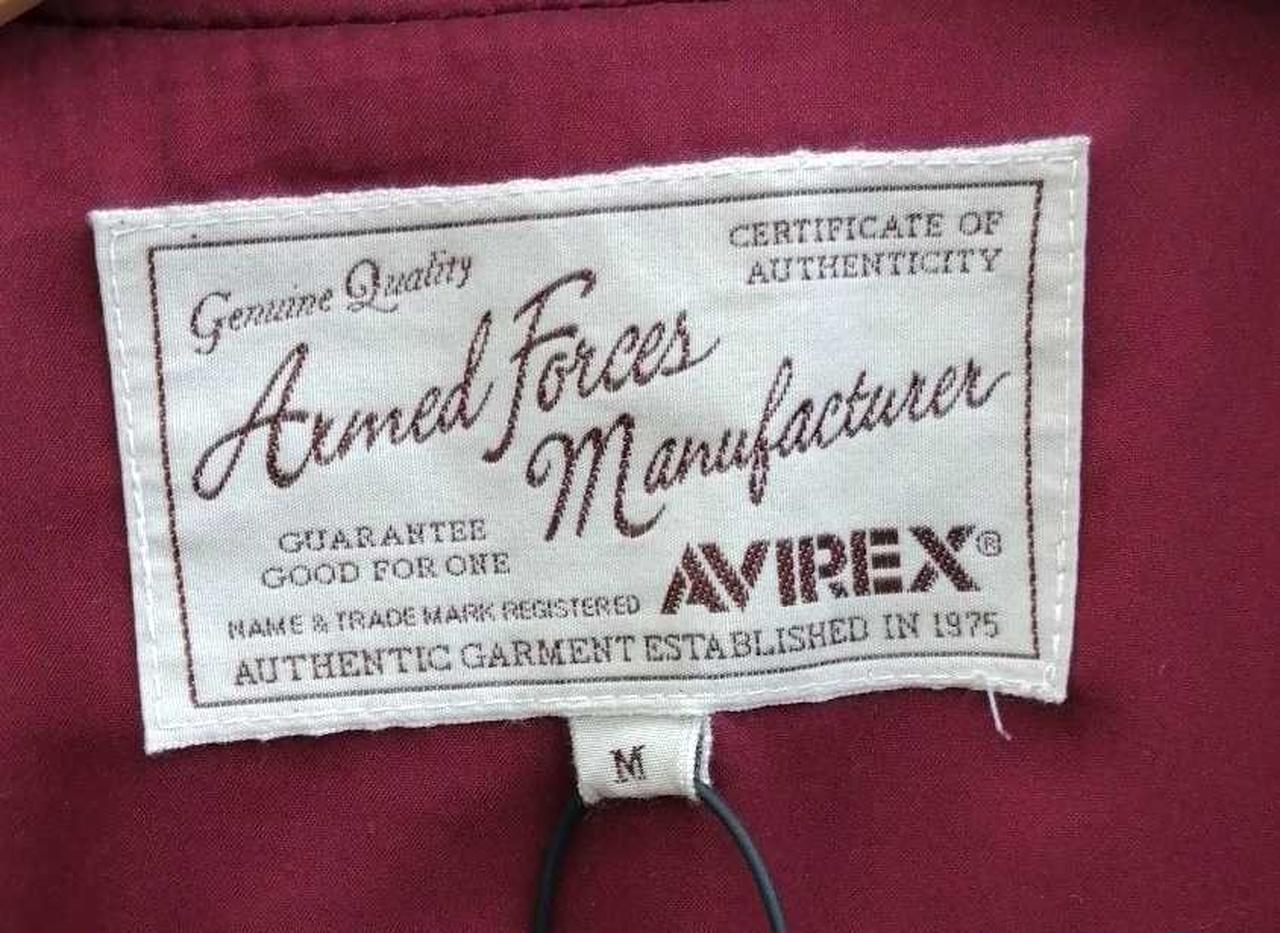 CERTIFICATE OF
AUTHENTICITY
Genuine Quality
Armed Forces
Manufacturer
GUARANTEE
GOOD FOR ONE
AVIREX®
NAME & TRADE MARK REGISTERED
AUTHENTIC GARMENT ESTABLISHED IN 1975
M